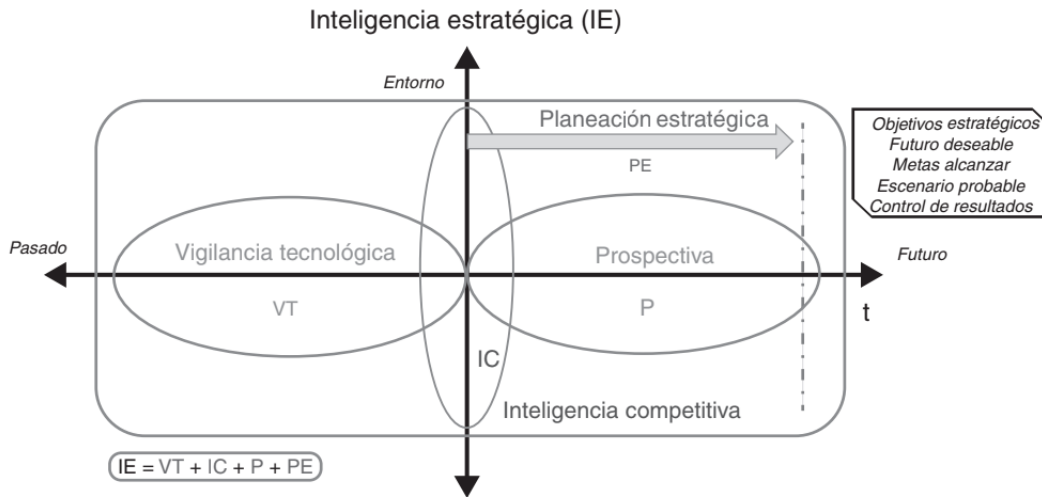 Inteligencia estratégica (IE)
Entorno
Planeación estratégica
PE
Objetivos estratégicos
Futuro deseable
Metas alcanzar
Escenario probable
Control de resultados
Pasado
Vigilancia tecnológica
Prospectiva
Futuro
VT
P
t
IC
Inteligencia competitiva
IE = VT + IC + P + PE